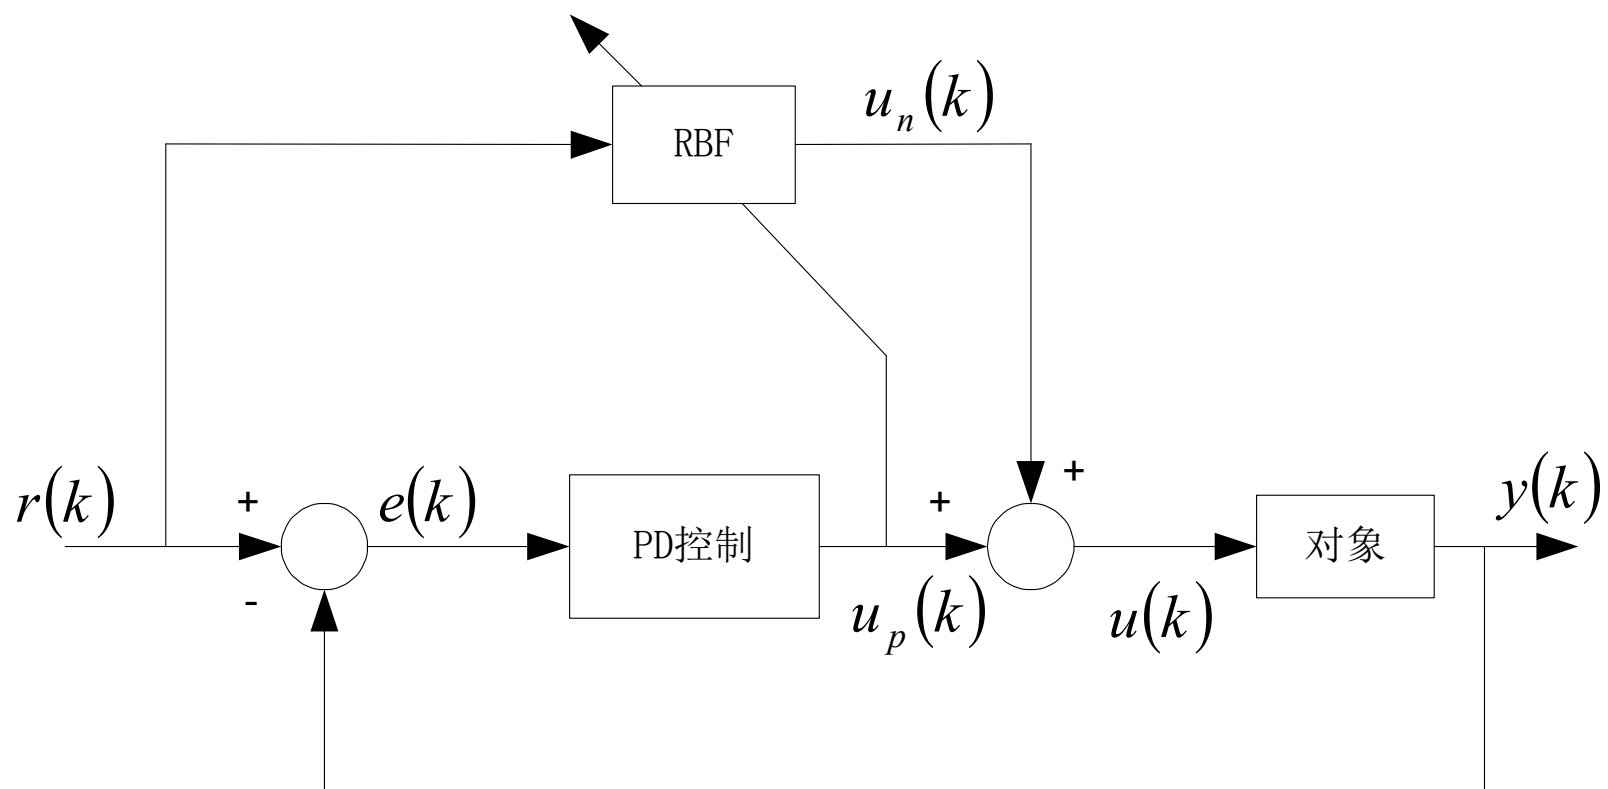 u_n(k)
RBF
r(k)
+
-
e(k)
PD控制
+
+
u_p(k)
u(k)
对象
y(k)